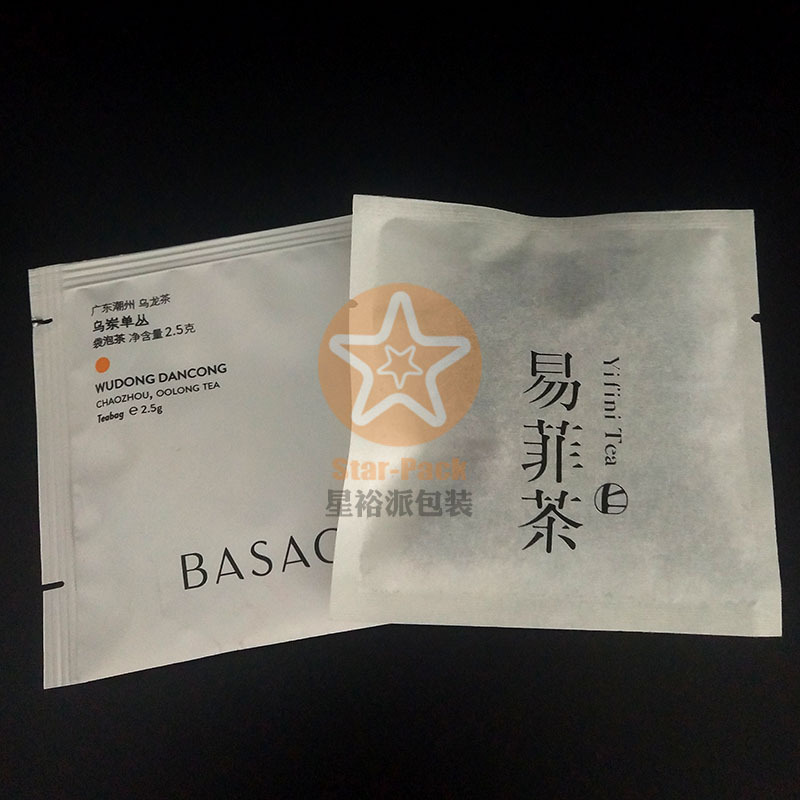 广东潮州 乌龙茶
乌岽单丛
袋泡茶 净含量 2.5克
WUDONG DANCONG
CHAOZHOU, OOLONG TEA
Teabag ℮ 2.5g
BASAO
易菲茶
Yiffini Tea
Star-Pack
星裕派包装